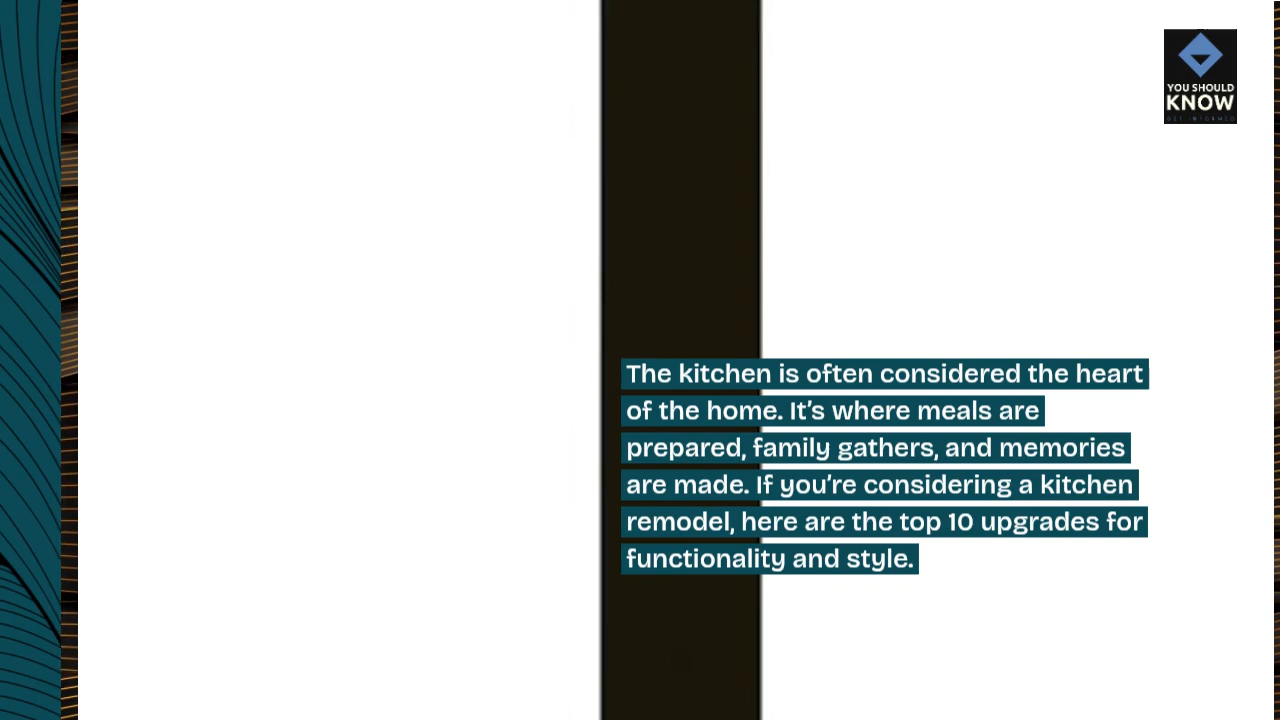 YOU SHOULD
KNOW
The kitchen is often considered the heart
of the home. It's where meals are
prepared, family gathers, and memories
are made. If you're considering a kitchen
remodel, here are the top 10 upgrades for
functionality and style.